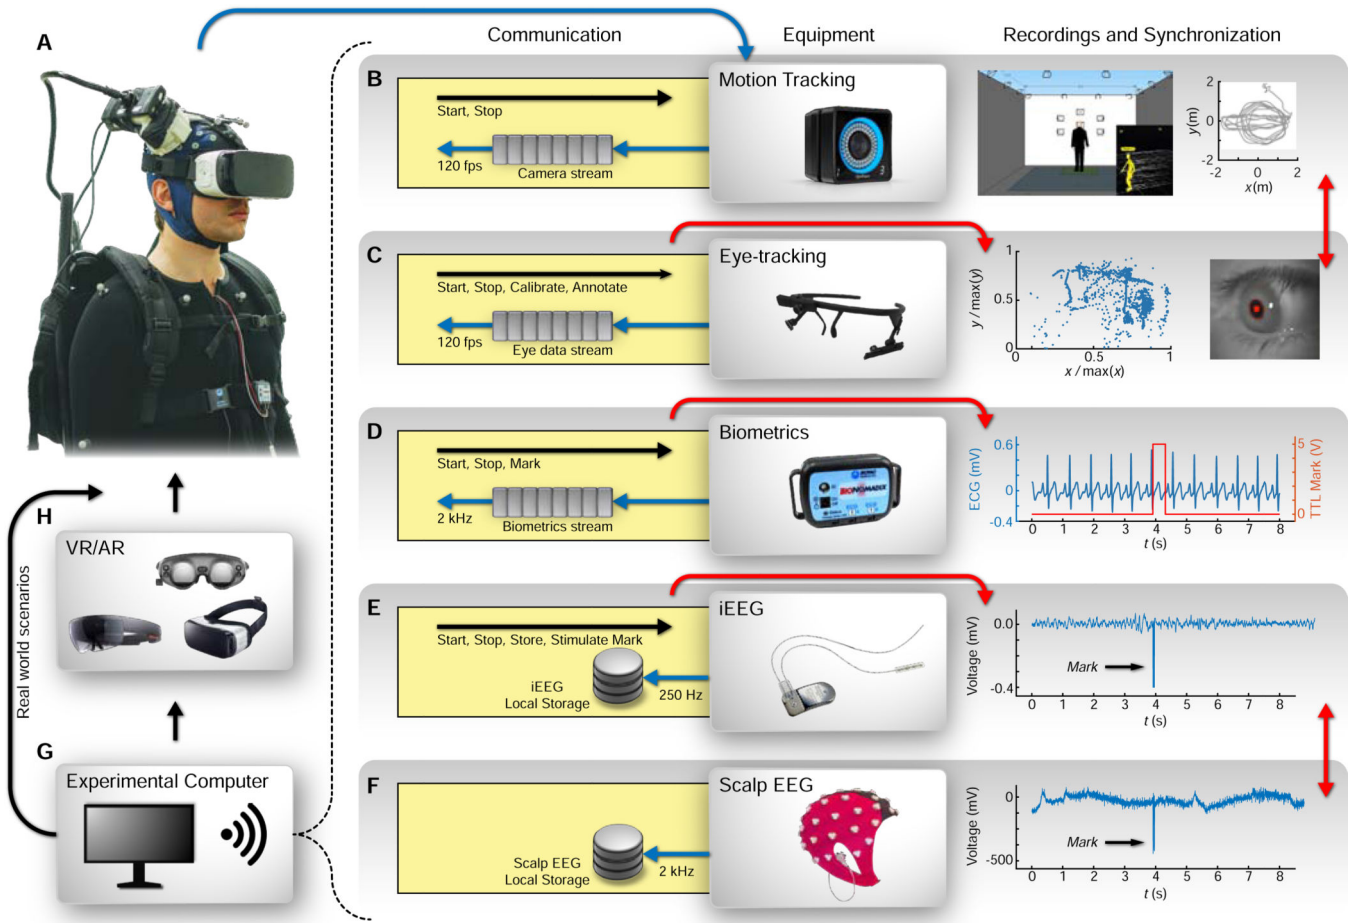 Communication
Equipment
Recordings and Synchronization
A
B
Start, Stop
120 fps
Camera stream
Motion Tracking
2
0
-2
y(m)
-2
0
2
x(m)
C
Start, Stop, Calibrate, Annotate
120 fps
Eye data stream
Eye-tracking
1
0.5
0
y / max(y)
0.5
1
x / max(x)
D
Start, Stop, Mark
2 kHz
Biometrics stream
Biometrics
BIONOMADIX
0.6
0
-0.4
ECG (mV)
5
0
TTL Mark (V)
0 1 2 3 4 5 6 7 8
t (s)
E
Start, Stop, Store, Stimulate Mark
iEEG
Local Storage
250 Hz
iEEG
0.0
-0.4
Voltage (mV)
Mark
0 1 2 3 4 5 6 7 8
t (s)
F
Scalp EEG
Local Storage
2 kHz
Scalp EEG
0
-500
Voltage (mV)
Mark
0 1 2 3 4 5 6 7 8
t (s)
H
VR/AR
Real world scenarios
G
Experimental Computer